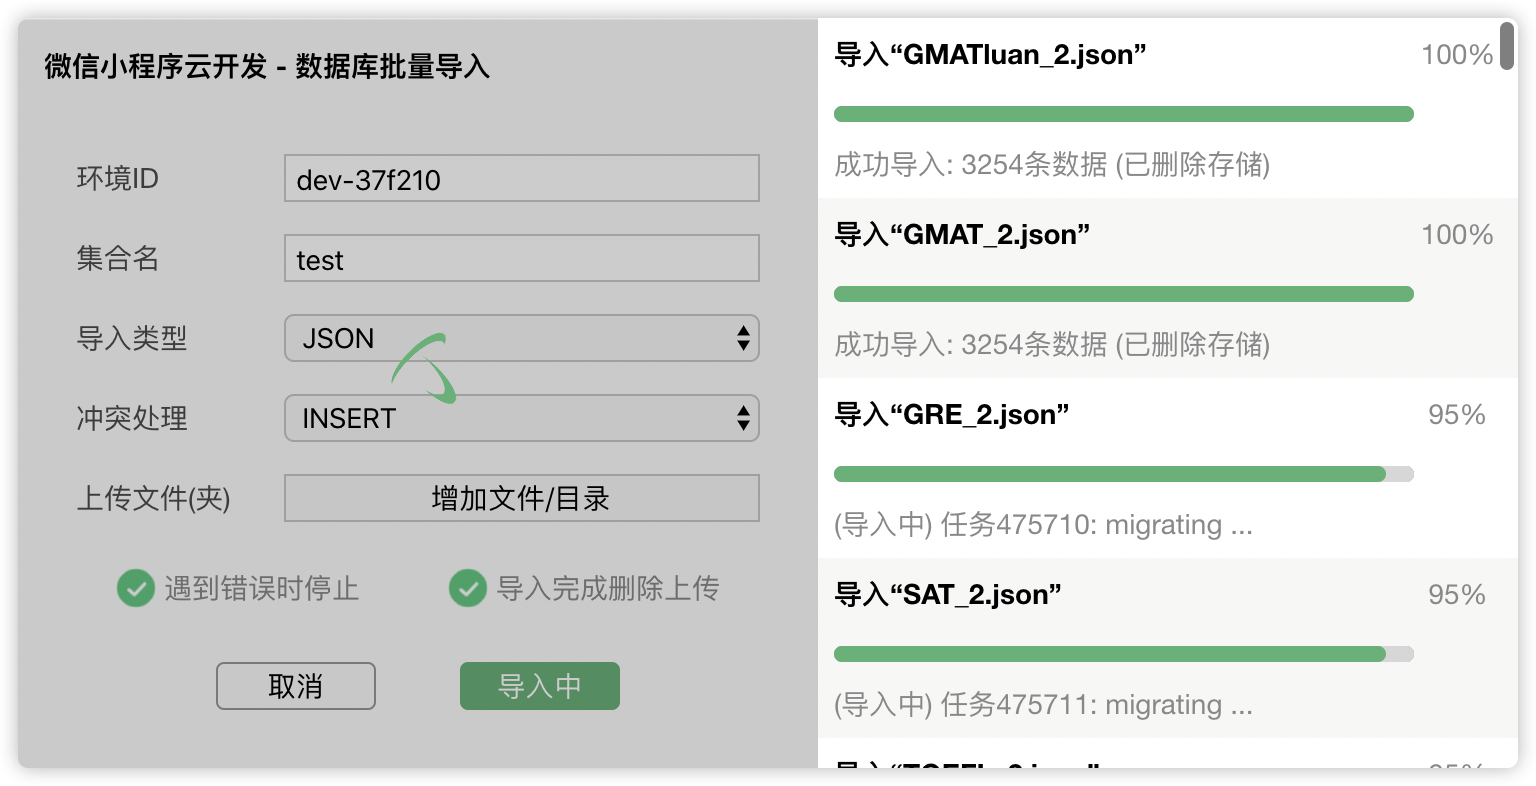 微信小程序云开发 - 数据库批量导入
环境ID
dev-37f210
集合名
test
导入类型
JSON
冲突处理
INSERT
上传文件(夹)
增加文件/目录
遇到错误时停止
导入完成删除上传
取消
导入中
导入“GMATluan_2.json”
100%
成功导入: 3254条数据 (已删除存储)
导入“GMAT_2.json”
100%
成功导入: 3254条数据 (已删除存储)
导入“GRE_2.json”
95%
(导入中) 任务475710: migrating ...
导入“SAT_2.json”
95%
(导入中) 任务475711: migrating ...